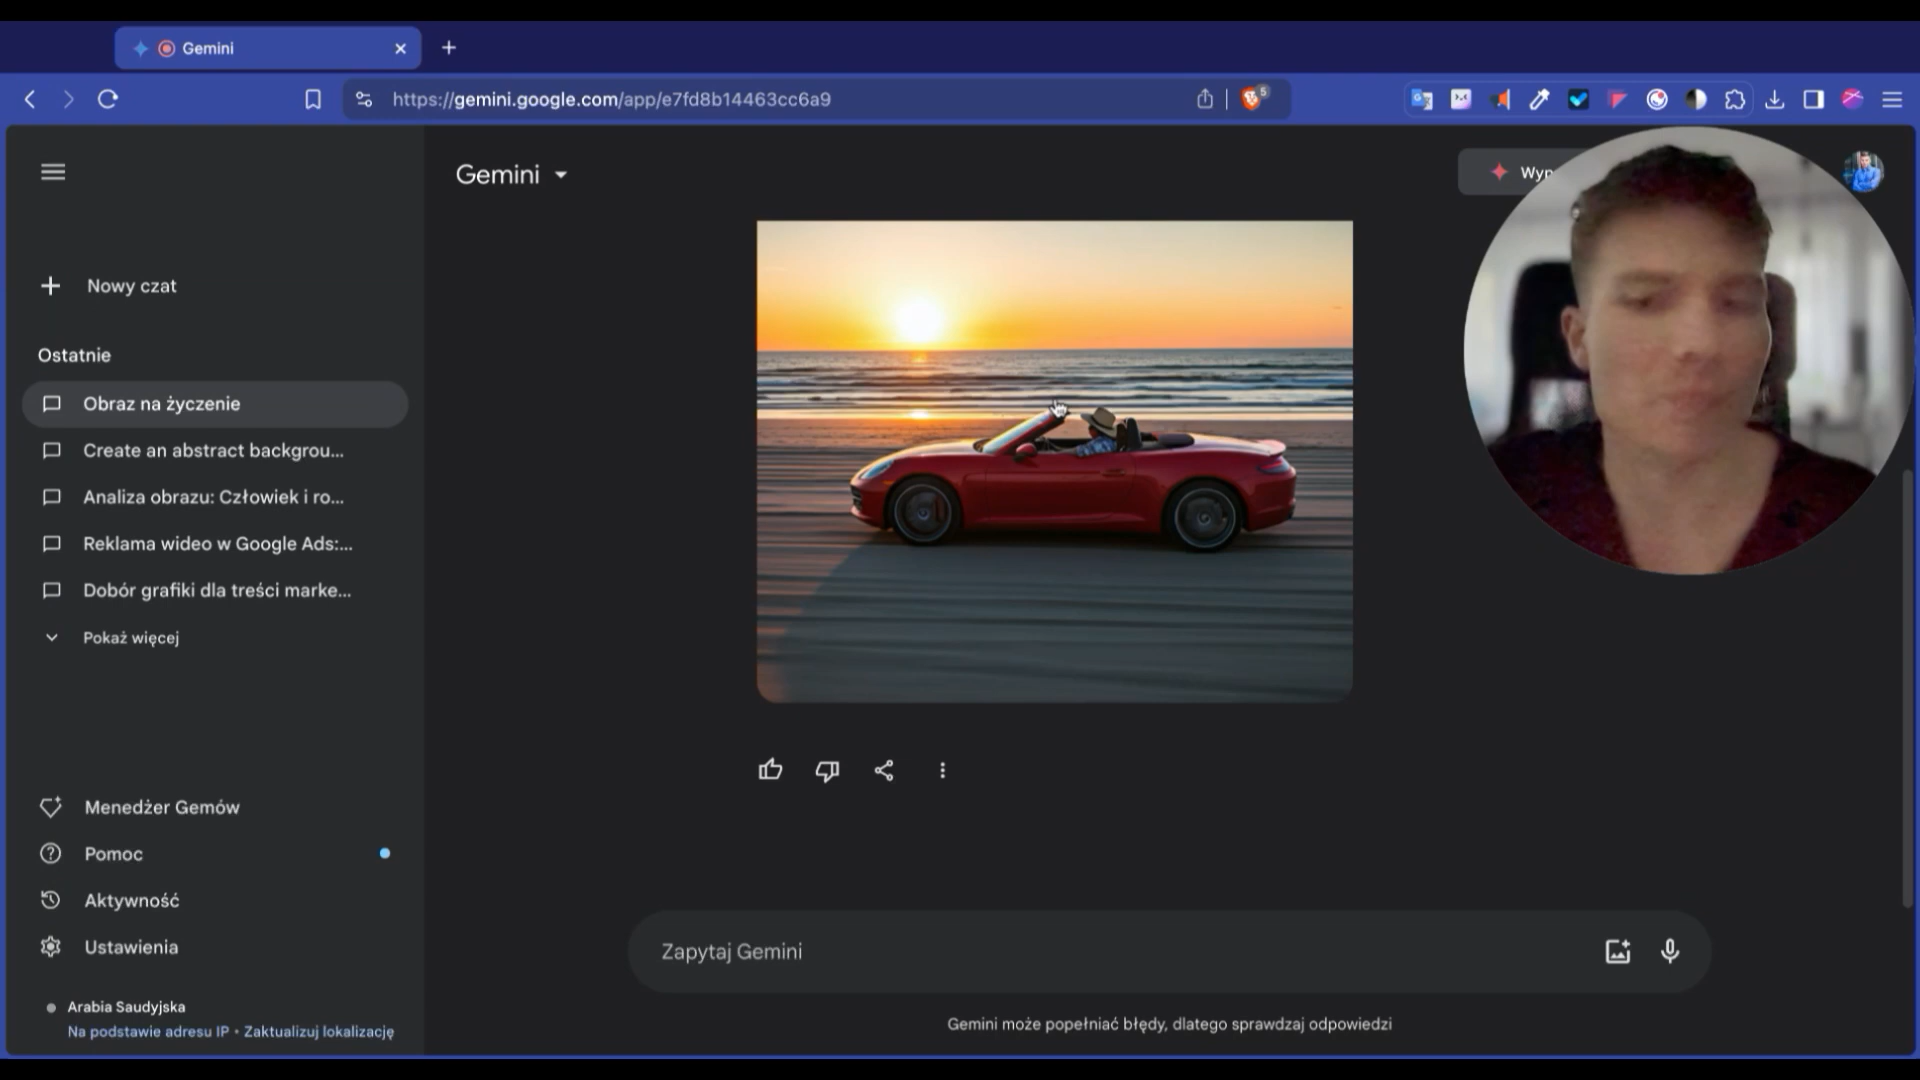 Gemini
https://gemini.google.com/app/e7fd8b14463cc6a9
5
Gemini
Wyp
Nowy czat
Ostatnie
Obraz na życzenie
Create an abstract backgrou...
Analiza obrazu: Człowiek i ro...
Reklama wideo w Google Ads:...
Dobór grafiki dla treści marke...
Pokaż więcej
Menedżer Gemów
Pomoc
Aktywność
Ustawienia
Arabia Saudyjska
Na podstawie adresu IP • Zaktualizuj lokalizację
Zapytaj Gemini
Gemini może popełniać błędy, dlatego sprawdzaj odpowiedzi